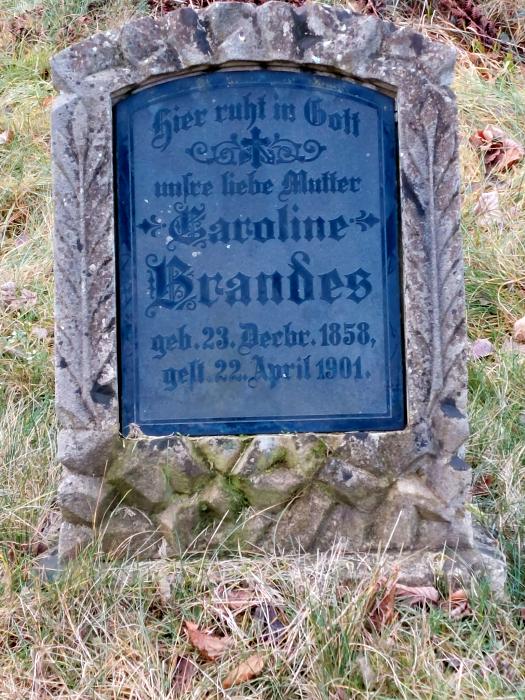 Hier ruht in Gott
unsre liebe Mutter
Caroline
Brandes
geb. 23. Decbr. 1858,
gest. 22. April 1901.